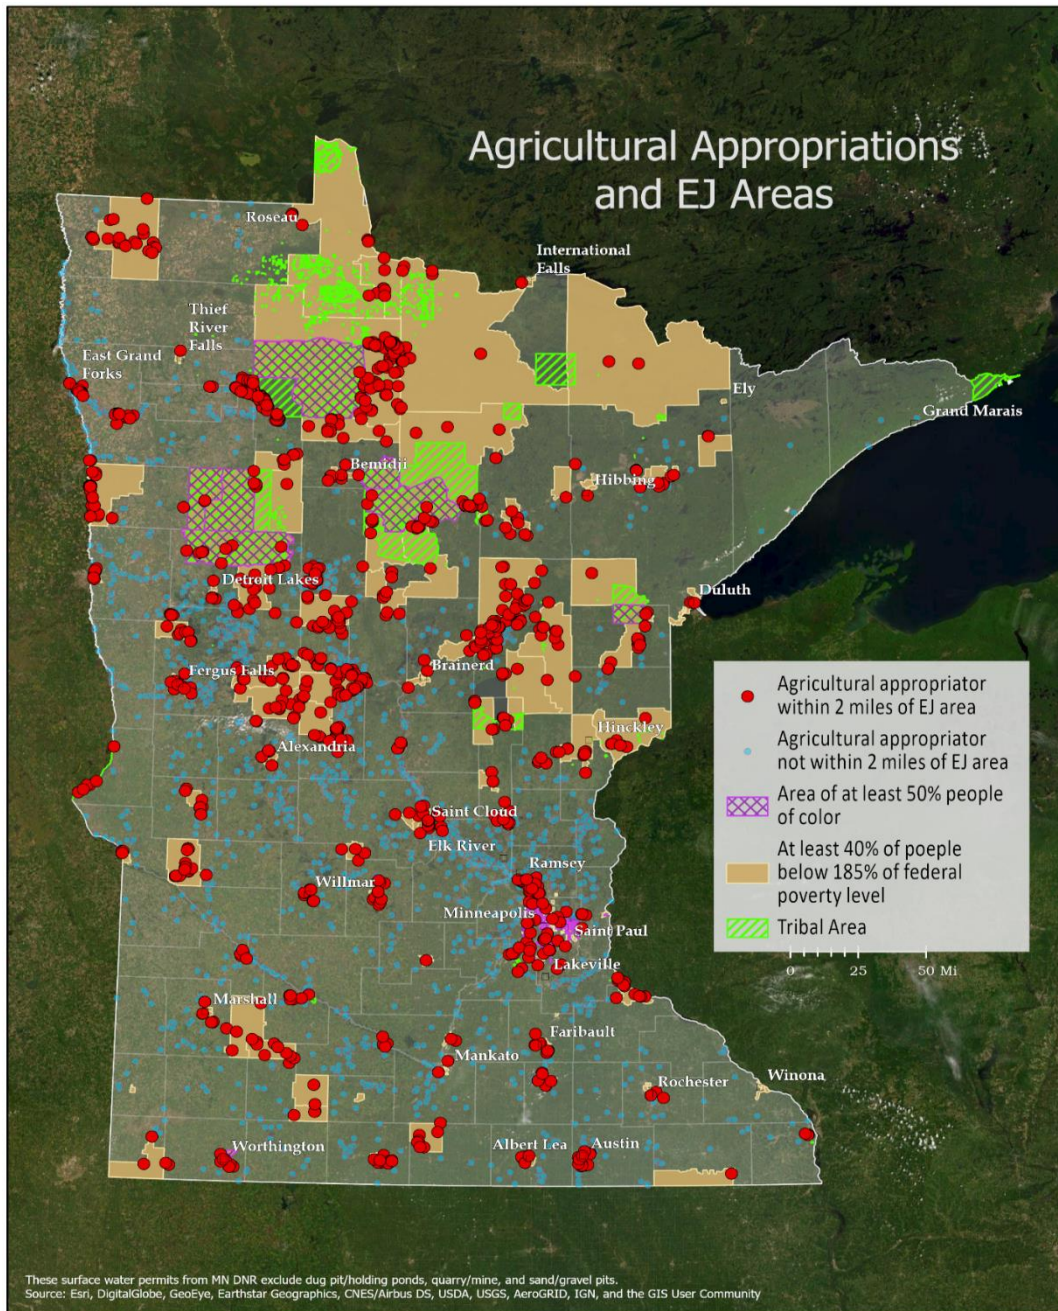 Agricultural Appropriations
and EJ Areas
Roseau
International
Falls
Thief
River
Falls
East Grand
Forks
Ely
Grand Marais
Bemidji
Hibbing
Detroit Lakes
Duluth
Brainerd
Fergus Falls
Hinckley
Alexandria
Saint Cloud
Elk River
Ramsey
Willmar
Minneapolis
Saint Paul
Lakeville
Marshall
Faribault
Mankato
Rochester
Winona
Worthington
Albert Lea
Austin
Agricultural appropriator
within 2 miles of EJ area
Agricultural appropriator
not within 2 miles of EJ area
Area of at least 50% people
of color
At least 40% of poeple
below 185% of federal
poverty level
Tribal Area
0 25 50 Mi
These surface water permits from MN DNR exclude dug pit/holding ponds, quarry/mine, and sand/gravel pits.
Source: Esri, DigitalGlobe, GeoEye, Earthstar Geographics, CNES/Airbus DS, USDA, USGS, AeroGRID, IGN, and the GIS User Community